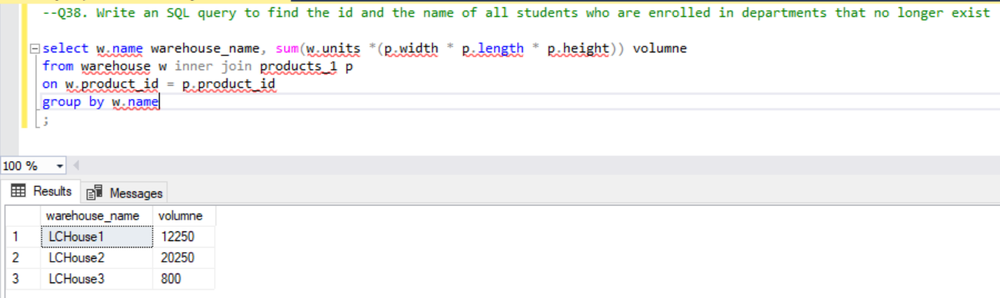 --Q38. Write an SQL query to find the id and the name of all students who are enrolled in departments that no longer exist
select w.name warehouse_name, sum(w.units *(p.width * p.length * p.height)) volumne
from warehouse w inner join products_1 p
on w.product_id = p.product_id
group by w.name
;
100 %
Results Messages
warehouse_name volumne
1 LCHouse1 12250
2 LCHouse2 20250
3 LCHouse3 800